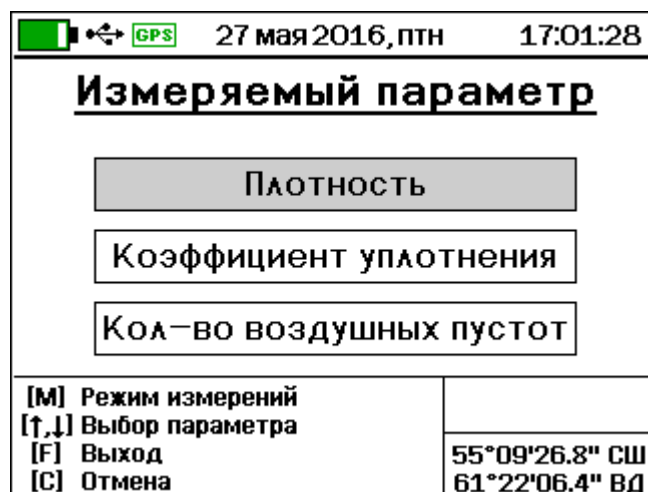 GPS 27 мая 2016, птн 17:01:28
Измеряемый параметр
Плотность
Коэффициент уплотнения
Кол-во воздушных пустот
[М] Режим измерений
[↑,↓] Выбор параметра
[F] Выход
[C] Отмена
55°09'26.8" СШ
61°22'06.4" ВД